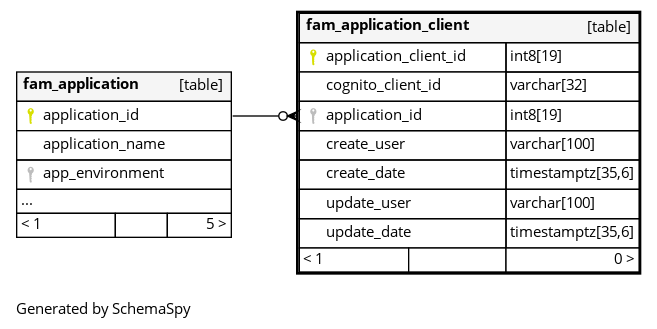 fam_application [table]
application_id
application_name
app_environment
...
< 1 5 >
fam_application_client [table]
application_client_id int8[19]
cognito_client_id varchar[32]
application_id int8[19]
create_user varchar[100]
create_date timestamptz[35,6]
update_user varchar[100]
update_date timestamptz[35,6]
< 1 0 >
Generated by SchemaSpy